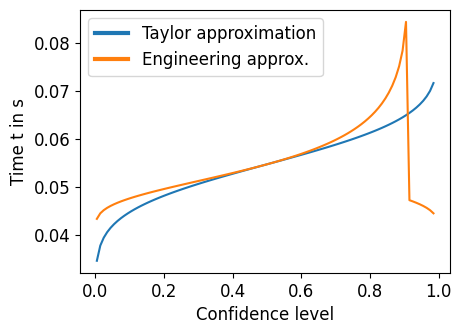 Taylor approximation
Engineering approx.
Time t in s
0.08
0.07
0.06
0.05
0.04
0.0 0.2 0.4 0.6 0.8 1.0
Confidence level